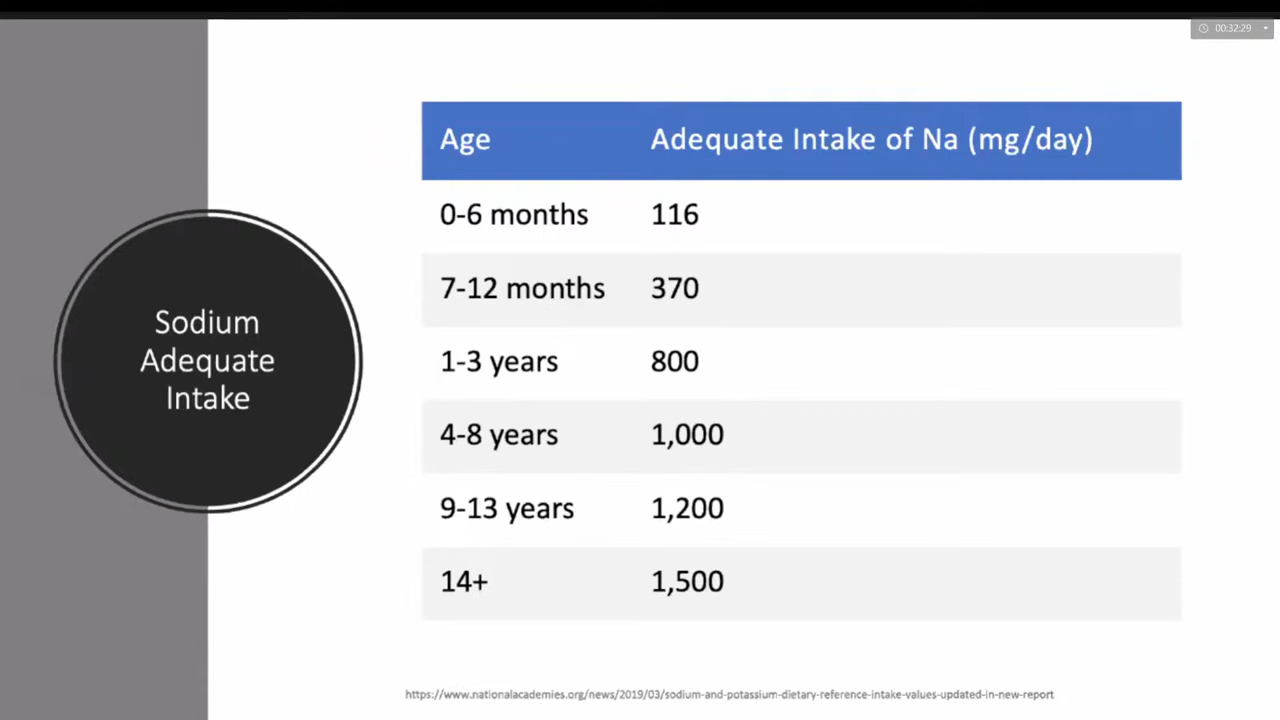 00:32:29
Age Adequate Intake of Na (mg/day)
0-6 months 116
7-12 months 370
1-3 years 800
4-8 years 1,000
9-13 years 1,200
14+ 1,500
Sodium
Adequate
Intake
https://www.nationalacademies.org/news/2019/03/sodium-and-potassium-dietary-reference-intake-values-updated-in-new-report